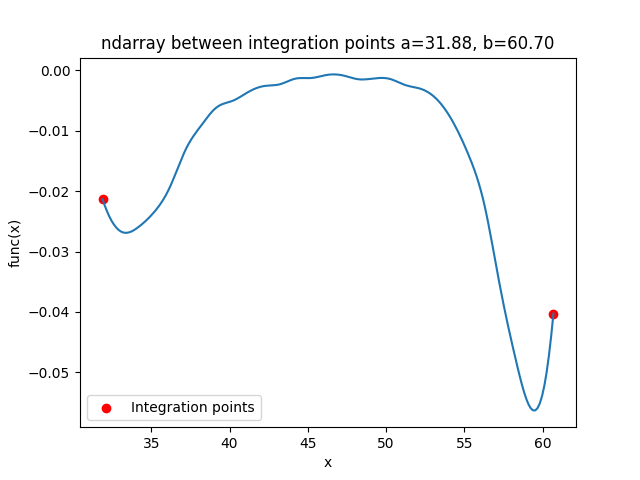 ndarray between integration points a=31.88, b=60.70
0.00
−0.01
−0.02
−0.03
−0.04
−0.05
func(x)
Integration points
35 40 45 50 55 60
x